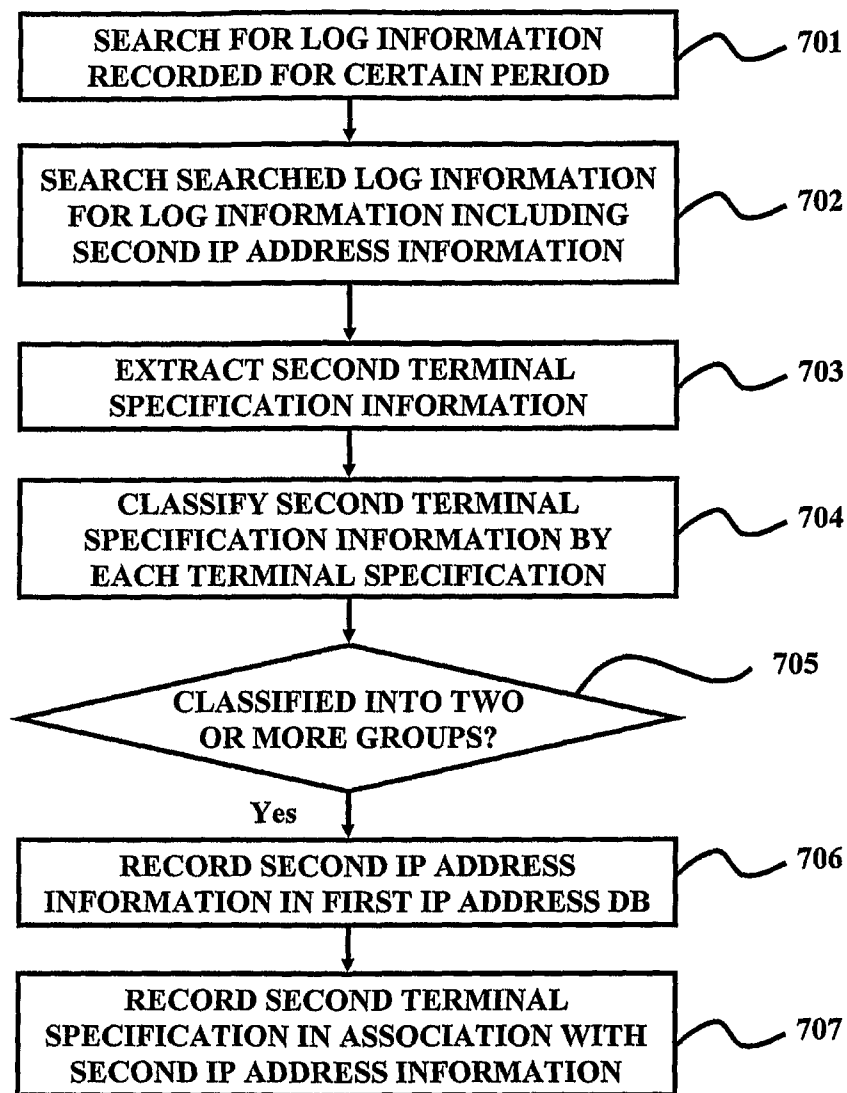 SEARCH FOR LOG INFORMATION
RECORDED FOR CERTAIN PERIOD
701
SEARCH SEARCHED LOG INFORMATION
FOR LOG INFORMATION INCLUDING
SECOND IP ADDRESS INFORMATION
702
EXTRACT SECOND TERMINAL
SPECIFICATION INFORMATION
703
CLASSIFY SECOND TERMINAL
SPECIFICATION INFORMATION BY
EACH TERMINAL SPECIFICATION
704
CLASSIFIED INTO TWO
OR MORE GROUPS?
705
Yes
RECORD SECOND IP ADDRESS
INFORMATION IN FIRST IP ADDRESS DB
706
RECORD SECOND TERMINAL
SPECIFICATION IN ASSOCIATION WITH
SECOND IP ADDRESS INFORMATION
707